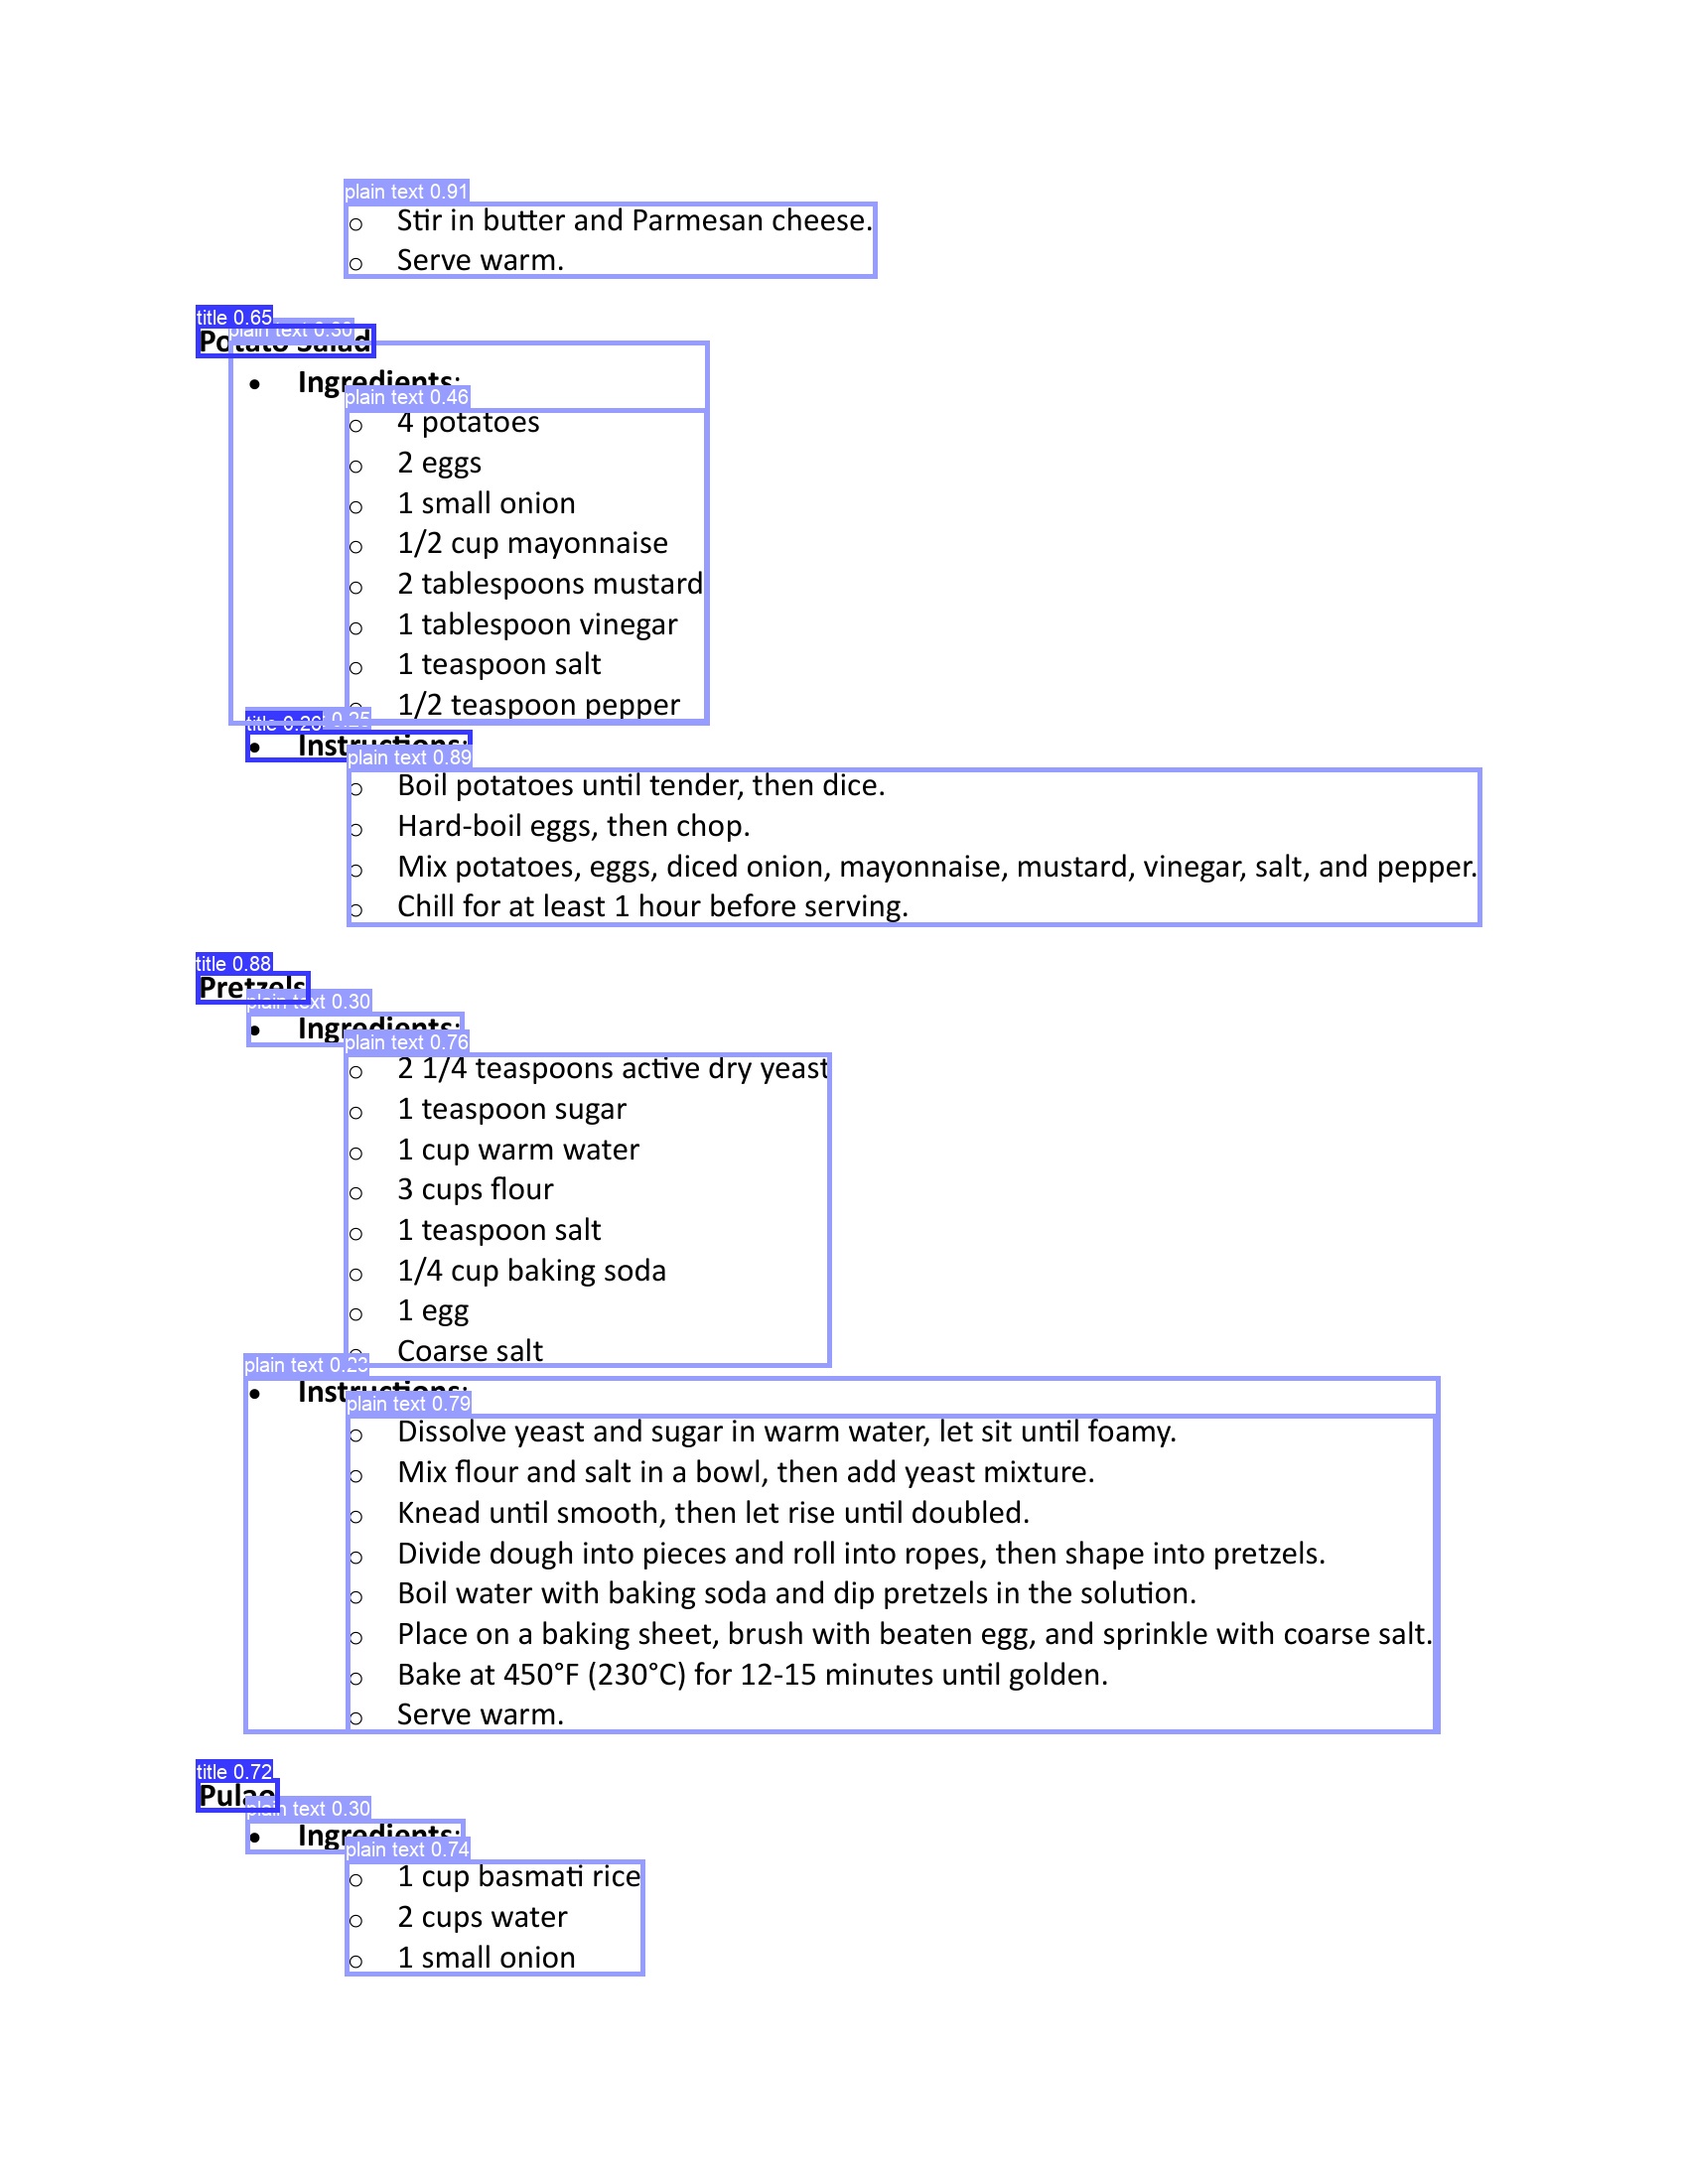 plain text 0.91
○ Stir in butter and Parmesan cheese.
○ Serve warm.
title 0.65
plain text 0.30
Potato Salad
• Ingredients:
plain text 0.46
○ 4 potatoes
○ 2 eggs
○ 1 small onion
○ 1/2 cup mayonnaise
○ 2 tablespoons mustard
○ 1 tablespoon vinegar
○ 1 teaspoon salt
○ 1/2 teaspoon pepper
title 0.26 0.25
• Instructions:
plain text 0.89
○ Boil potatoes until tender, then dice.
○ Hard-boil eggs, then chop.
○ Mix potatoes, eggs, diced onion, mayonnaise, mustard, vinegar, salt, and pepper.
○ Chill for at least 1 hour before serving.
title 0.88
Pretzels
plain text 0.30
• Ingredients:
plain text 0.76
○ 2 1/4 teaspoons active dry yeast
○ 1 teaspoon sugar
○ 1 cup warm water
○ 3 cups flour
○ 1 teaspoon salt
○ 1/4 cup baking soda
○ 1 egg
○ Coarse salt
plain text 0.23
• Instructions:
plain text 0.79
○ Dissolve yeast and sugar in warm water, let sit until foamy.
○ Mix flour and salt in a bowl, then add yeast mixture.
○ Knead until smooth, then let rise until doubled.
○ Divide dough into pieces and roll into ropes, then shape into pretzels.
○ Boil water with baking soda and dip pretzels in the solution.
○ Place on a baking sheet, brush with beaten egg, and sprinkle with coarse salt.
○ Bake at 450°F (230°C) for 12-15 minutes until golden.
○ Serve warm.
title 0.72
Pulao
plain text 0.30
• Ingredients:
plain text 0.74
○ 1 cup basmati rice
○ 2 cups water
○ 1 small onion